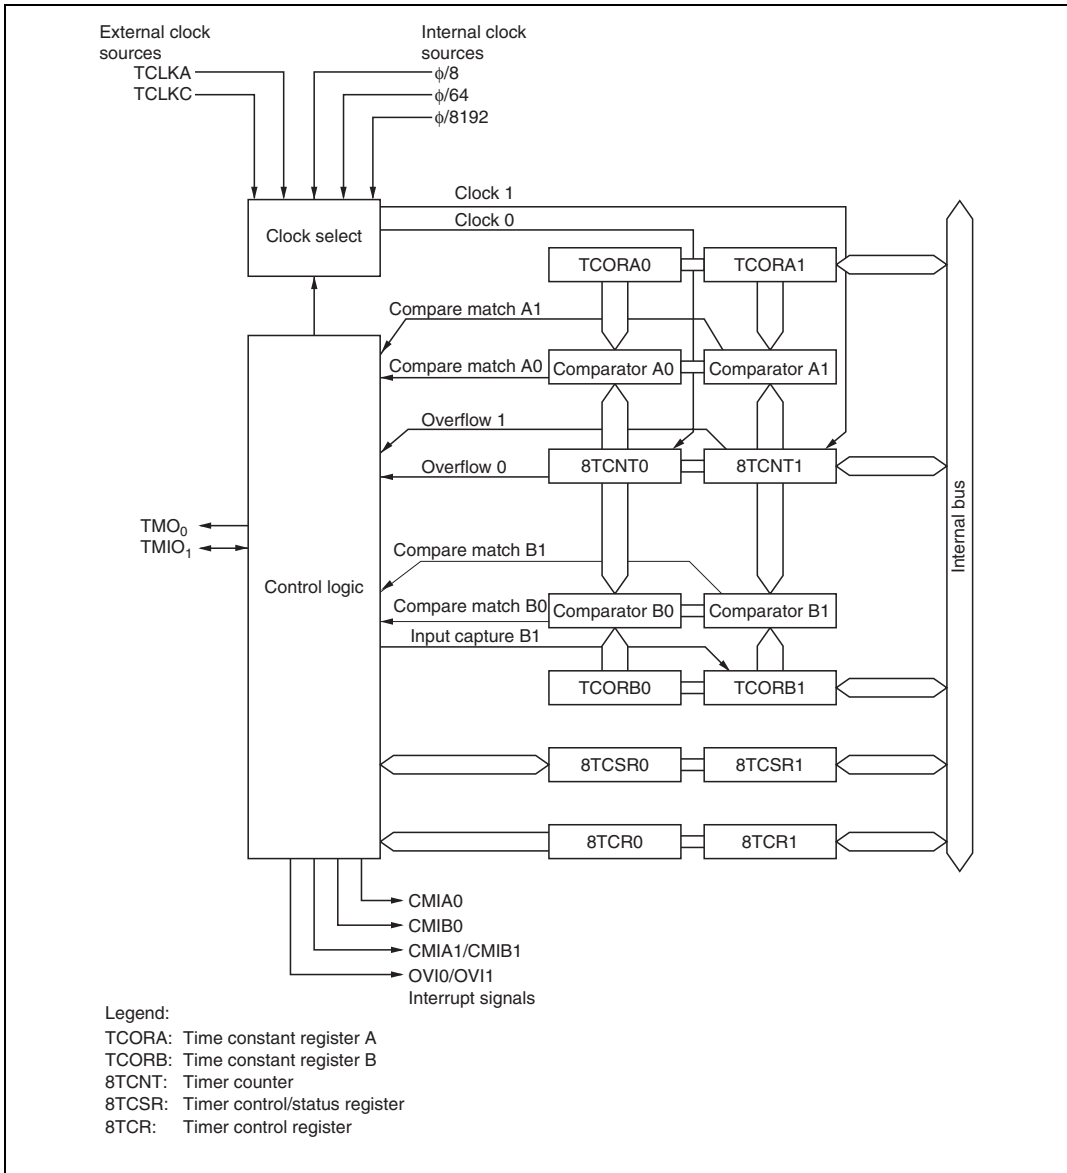 External clock
sources
TCLKA
TCLKC
Internal clock
sources
ϕ/8
ϕ/64
ϕ/8192
Clock 1
Clock 0
Clock select
TCORA0
TCORA1
Compare match A1
Compare match A0
Comparator A0
Comparator A1
Overflow 1
Overflow 0
8TCNT0
8TCNT1
Internal bus
TMO₀
TMIO₁
Control logic
Compare match B1
Compare match B0
Comparator B0
Comparator B1
Input capture B1
TCORB0
TCORB1
8TCSR0
8TCSR1
8TCR0
8TCR1
CMIA0
CMIB0
CMIA1/CMIB1
OVI0/OVI1
Interrupt signals
Legend:
TCORA: Time constant register A
TCORB: Time constant register B
8TCNT: Timer counter
8TCSR: Timer control/status register
8TCR: Timer control register